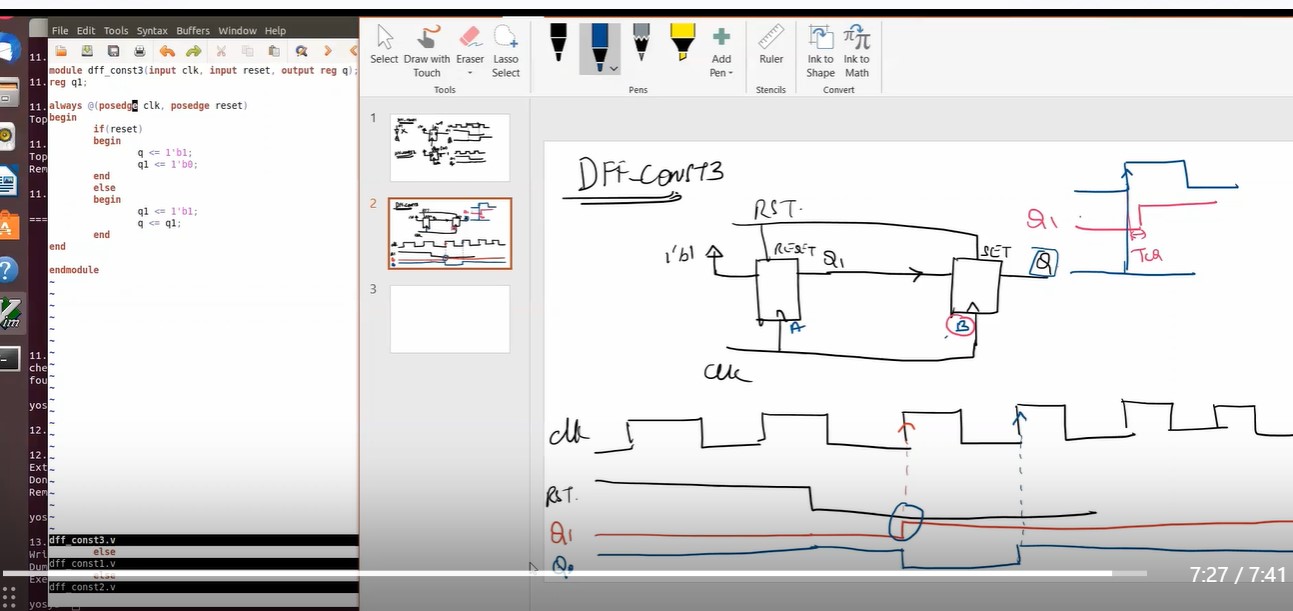 File Edit Tools Syntax Buffers Window Help
module dff_const3(input clk, input reset, output reg q);
reg q1;
always @(posedge clk, posedge reset)
begin
if(reset)
begin
q <= 1'b1;
q1 <= 1'b0;
end
else
begin
q1 <= 1'b1;
q <= q1;
end
end
endmodule
dff_const3.v
else
dff_const1.v
else
dff_const2.v
11.
11.
11.
Top
11.
Top
Rem
11.
===
11.
che
fou
yos
12.
12.
Ext
Don
Rem
yos
13.
Wri
Dum
Exe
yos
Select
Draw with Touch
Eraser
Lasso Select
Tools
Pens
Add Pen
Ruler
Stencils
Ink to Shape
Ink to Math
Convert
1
2
3
DFF_CONST3
RST.
1'b1
RESET
Q1
SET
Q
A
B
Clk
Q1
TCQ
clk
RST.
Q1
Q
7:27 / 7:41